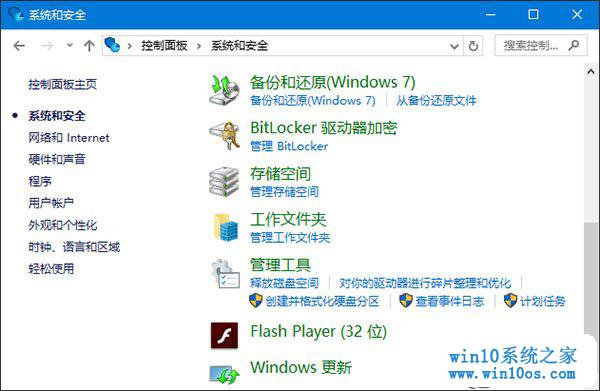 系统和安全
控制面板 > 系统和安全
搜索控制...
控制面板主页
系统和安全
网络和 Internet
硬件和声音
程序
用户帐户
外观和个性化
时钟、语言和区域
轻松使用
备份和还原(Windows 7)
备份和还原(Windows 7) 从备份还原文件
BitLocker 驱动器加密
管理 BitLocker
存储空间
管理存储空间
工作文件夹
管理工作文件夹
管理工具
释放磁盘空间 对你的驱动器进行碎片整理和优化
创建并格式化硬盘分区 查看事件日志 计划任务
Flash Player (32 位)
Windows 更新
win10系统之家
www.win10os.com